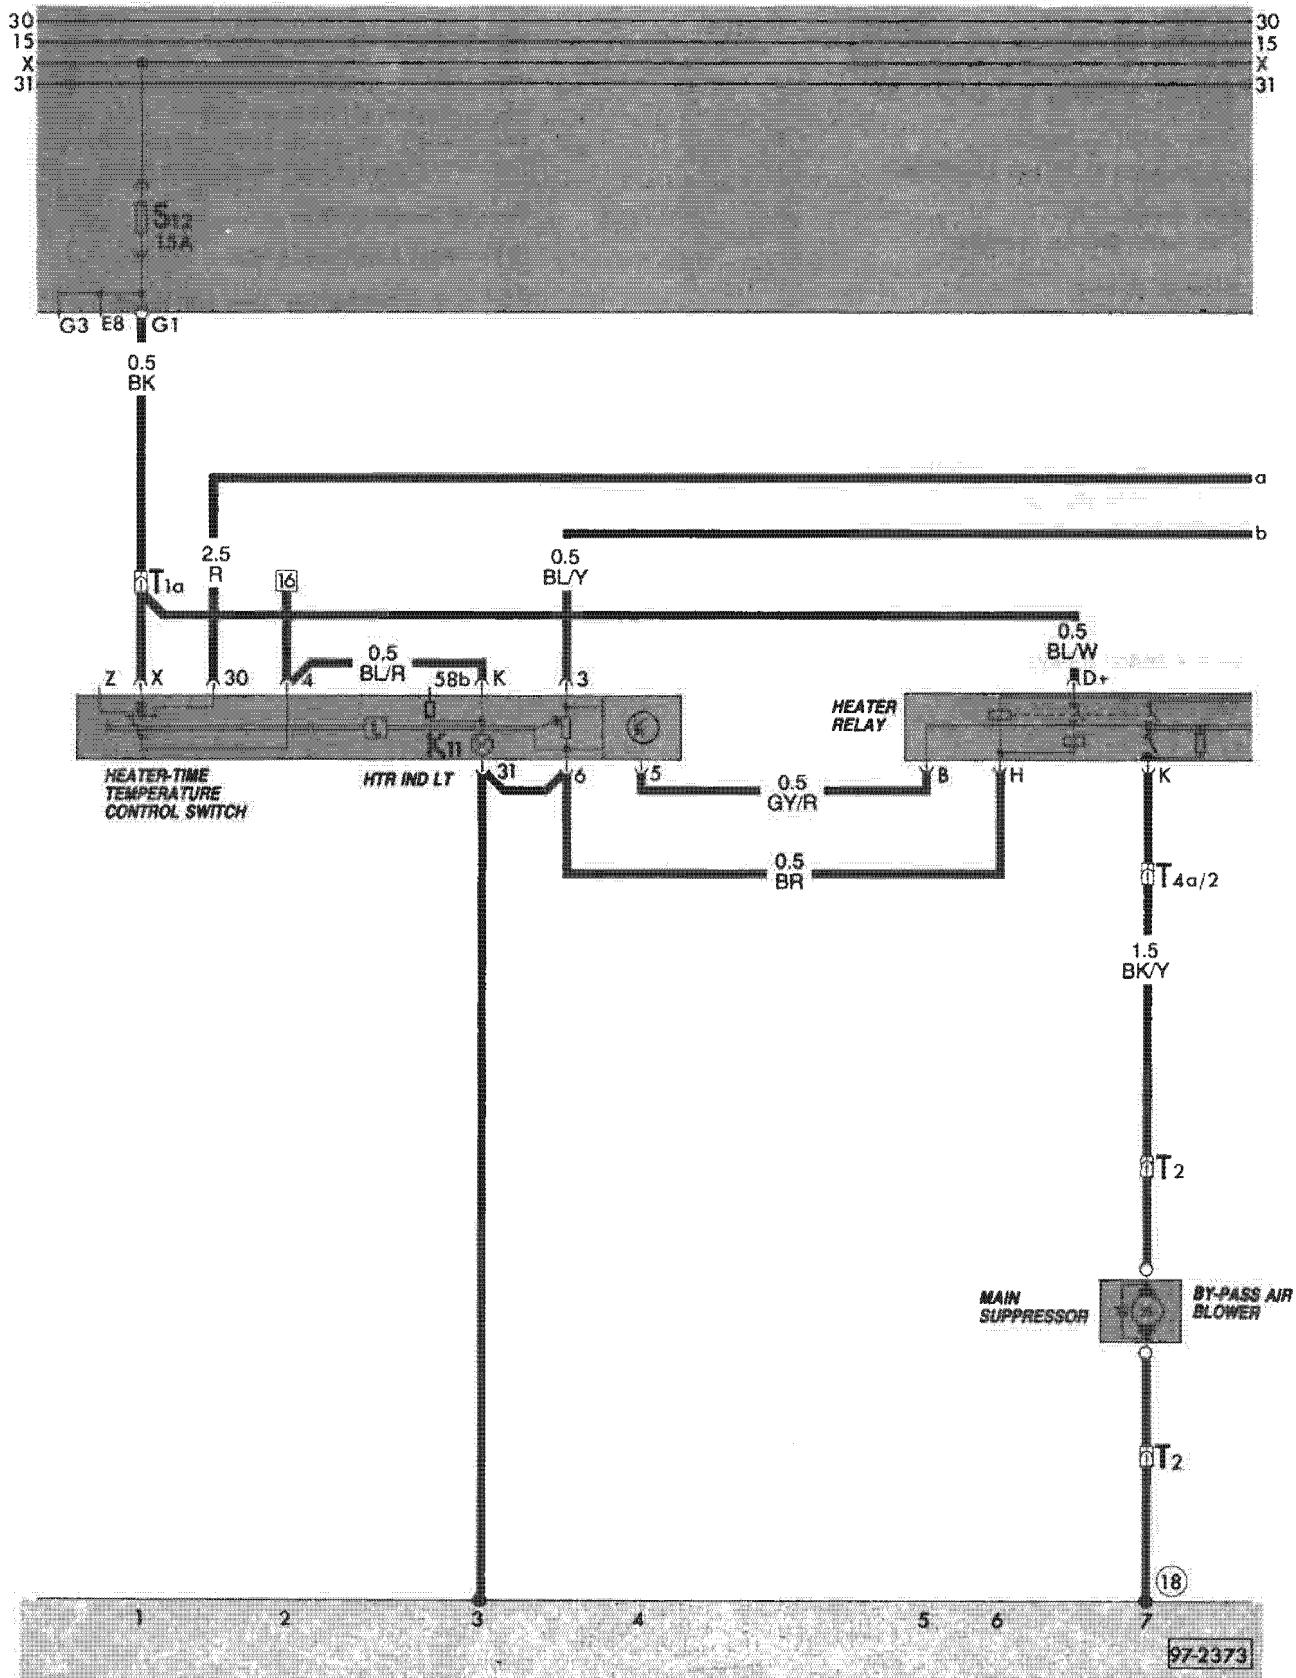 30 30
15 15
X X
31 31
S12
15A
G3 E8 G1
0.5
BK
a
b
2.5
R
0.5
BL/Y
T1a
16
0.5
BL/W
0.5
BL/R
Z X 30 4 58b K 3 D+
HEATER
RELAY
K11
HEATER-TIME
TEMPERATURE
CONTROL SWITCH
HTR IND LT
31 6 5 B H K
0.5
GY/R
0.5
BR
T4a/2
1.5
BK/Y
T2
MAIN
SUPPRESSOR
BY-PASS AIR
BLOWER
T2
18
1 2 3 4 5 6 7
97-2373